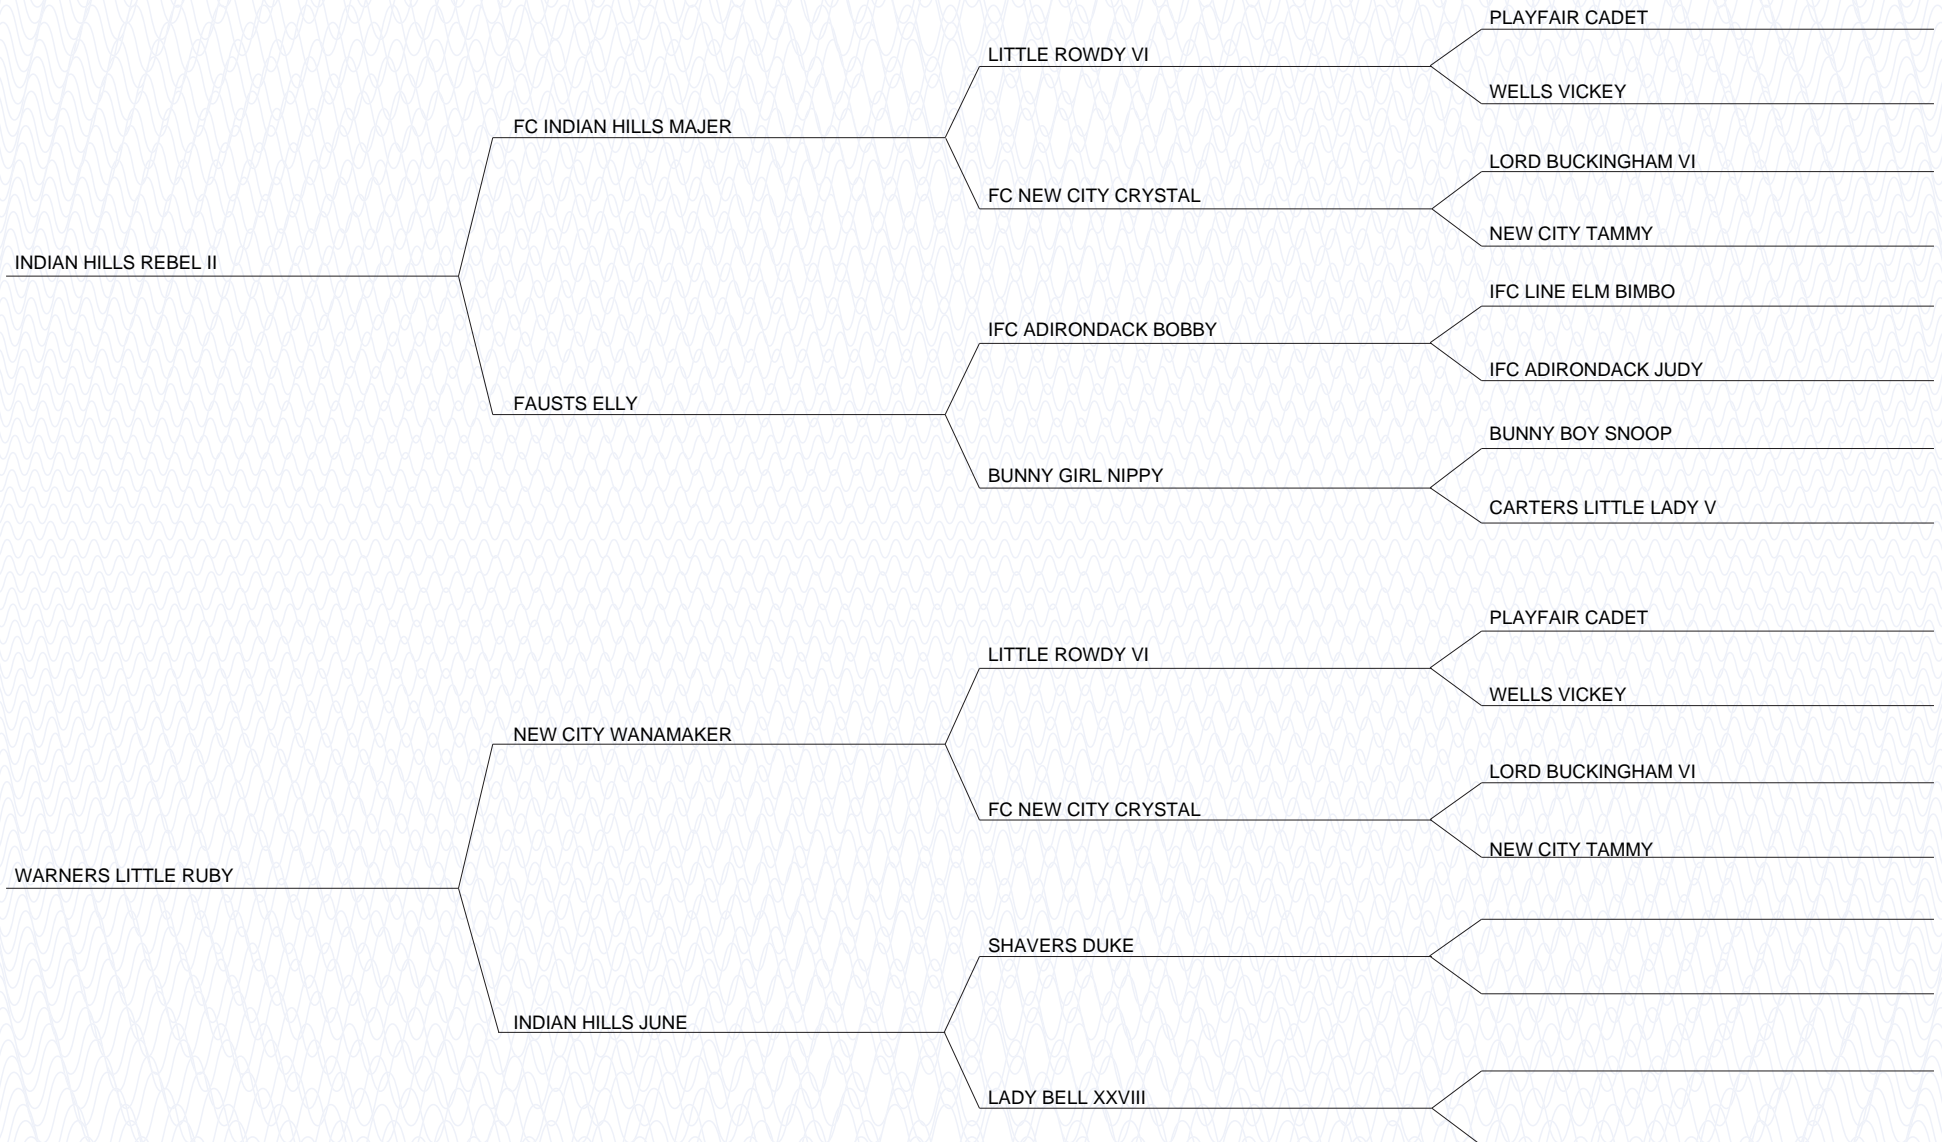 PLAYFAIR CADET
LITTLE ROWDY VI
WELLS VICKEY
FC INDIAN HILLS MAJER
LORD BUCKINGHAM VI
FC NEW CITY CRYSTAL
NEW CITY TAMMY
INDIAN HILLS REBEL II
IFC LINE ELM BIMBO
IFC ADIRONDACK BOBBY
IFC ADIRONDACK JUDY
FAUSTS ELLY
BUNNY BOY SNOOP
BUNNY GIRL NIPPY
CARTERS LITTLE LADY V
PLAYFAIR CADET
LITTLE ROWDY VI
WELLS VICKEY
NEW CITY WANAMAKER
LORD BUCKINGHAM VI
FC NEW CITY CRYSTAL
NEW CITY TAMMY
WARNERS LITTLE RUBY
SHAVERS DUKE
INDIAN HILLS JUNE
LADY BELL XXVIII